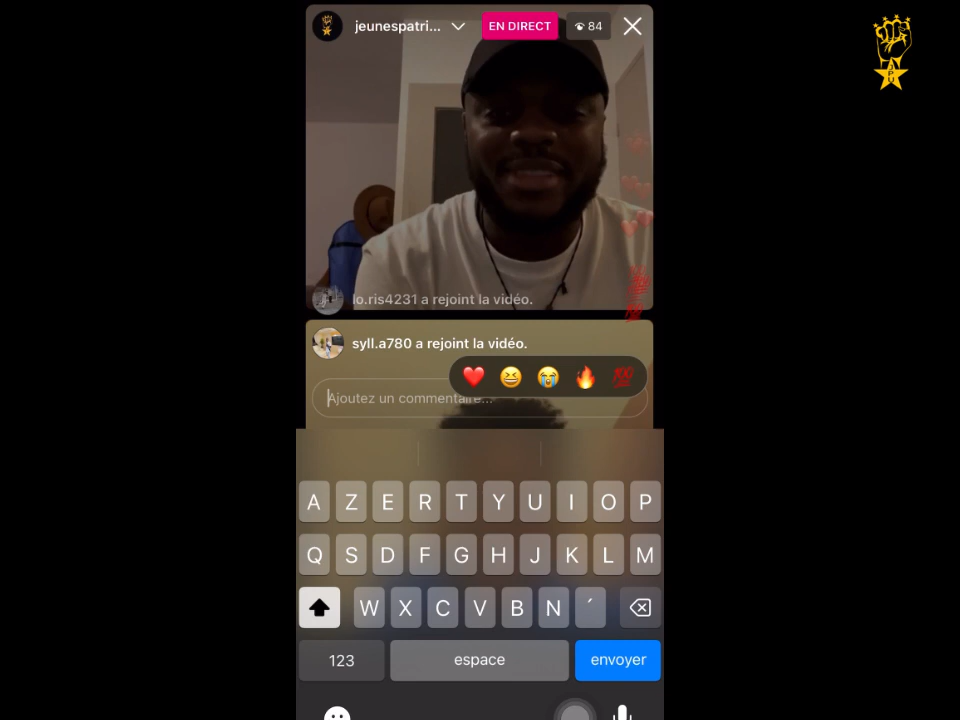 jeunespatri...
EN DIRECT
84
lo.ris4231 a rejoint la vidéo.
syll.a780 a rejoint la vidéo.
Ajoutez un commentaire...
A Z E R T Y U I O P
Q S D F G H J K L M
W X C V B N ´
123 espace envoyer